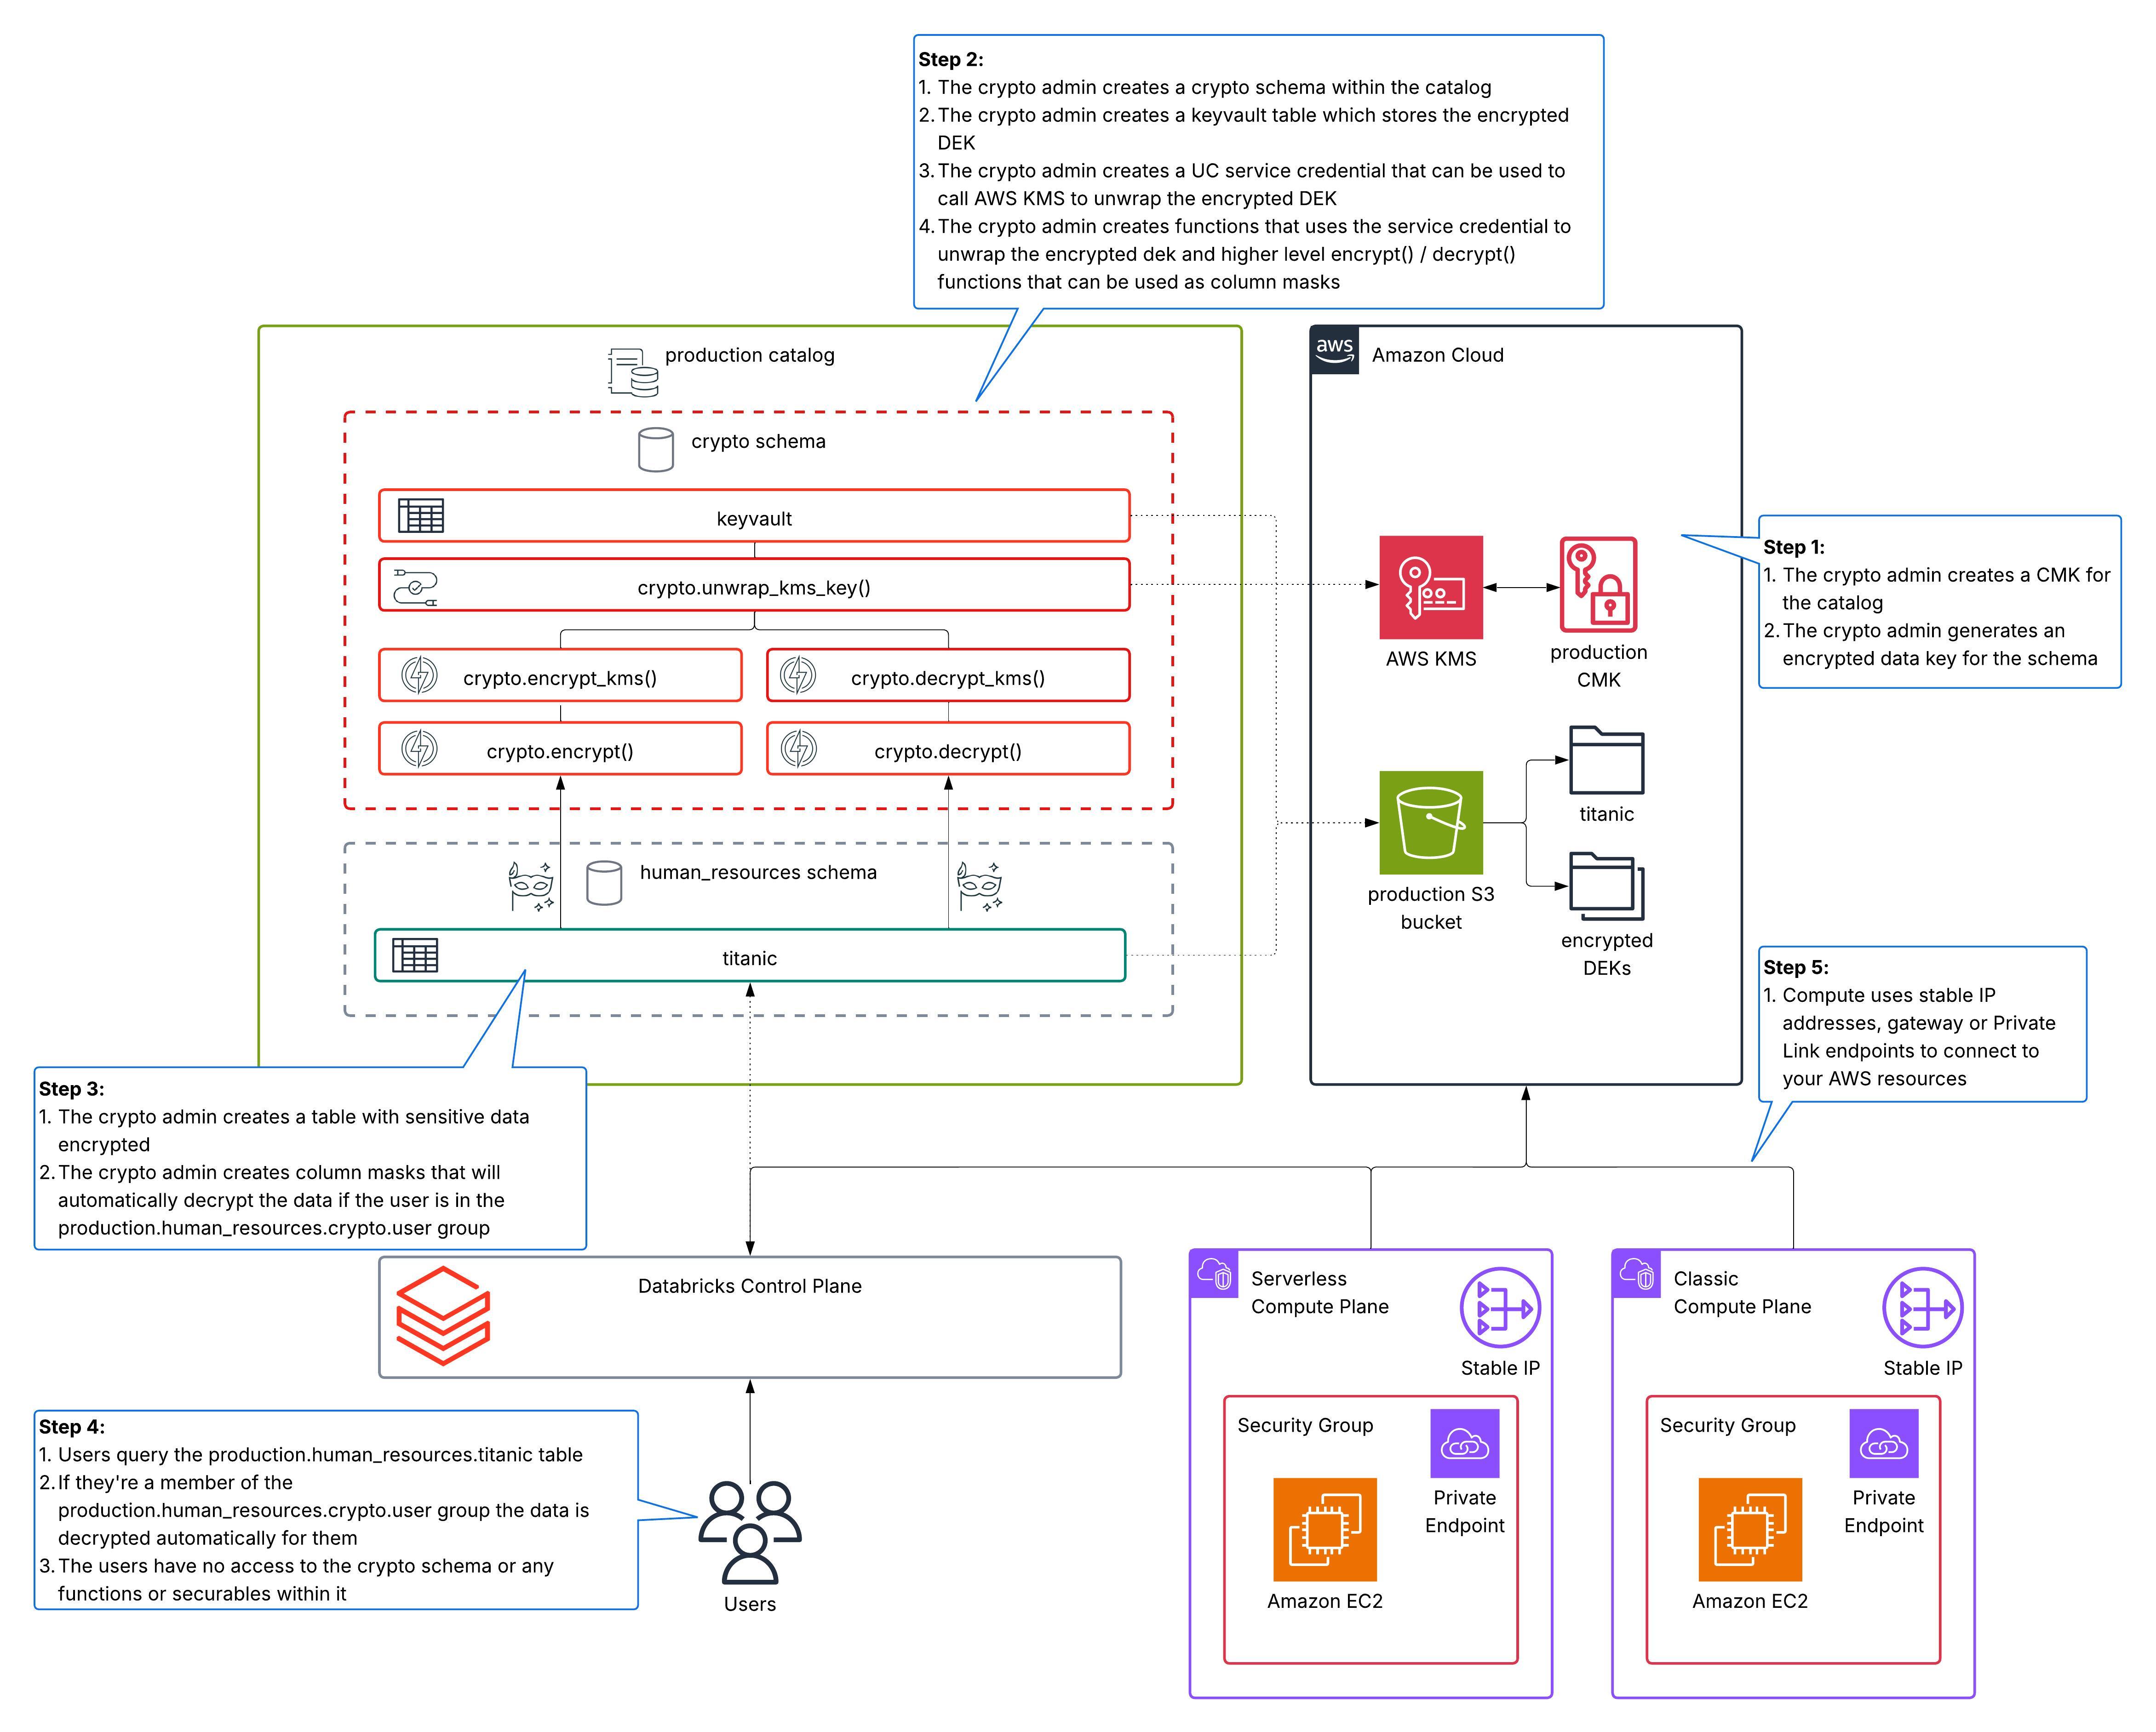 Step 2:
1. The crypto admin creates a crypto schema within the catalog
2. The crypto admin creates a keyvault table which stores the encrypted
DEK
3. The crypto admin creates a UC service credential that can be used to
call AWS KMS to unwrap the encrypted DEK
4. The crypto admin creates functions that uses the service credential to
unwrap the encrypted dek and higher level encrypt() / decrypt()
functions that can be used as column masks
production catalog
crypto schema
keyvault
crypto.unwrap_kms_key()
crypto.encrypt_kms()
crypto.decrypt_kms()
crypto.encrypt()
crypto.decrypt()
human_resources schema
titanic
aws
Amazon Cloud
AWS KMS
production
CMK
production S3
bucket
titanic
encrypted
DEKs
Step 1:
1. The crypto admin creates a CMK for
the catalog
2. The crypto admin generates an
encrypted data key for the schema
Step 5:
1. Compute uses stable IP
addresses, gateway or Private
Link endpoints to connect to
your AWS resources
Step 3:
1. The crypto admin creates a table with sensitive data
encrypted
2. The crypto admin creates column masks that will
automatically decrypt the data if the user is in the
production.human_resources.crypto.user group
Databricks Control Plane
Step 4:
1. Users query the production.human_resources.titanic table
2. If they're a member of the
production.human_resources.crypto.user group the data is
decrypted automatically for them
3. The users have no access to the crypto schema or any
functions or securables within it
Users
Serverless
Compute Plane
Stable IP
Security Group
Private
Endpoint
Amazon EC2
Classic
Compute Plane
Stable IP
Security Group
Private
Endpoint
Amazon EC2